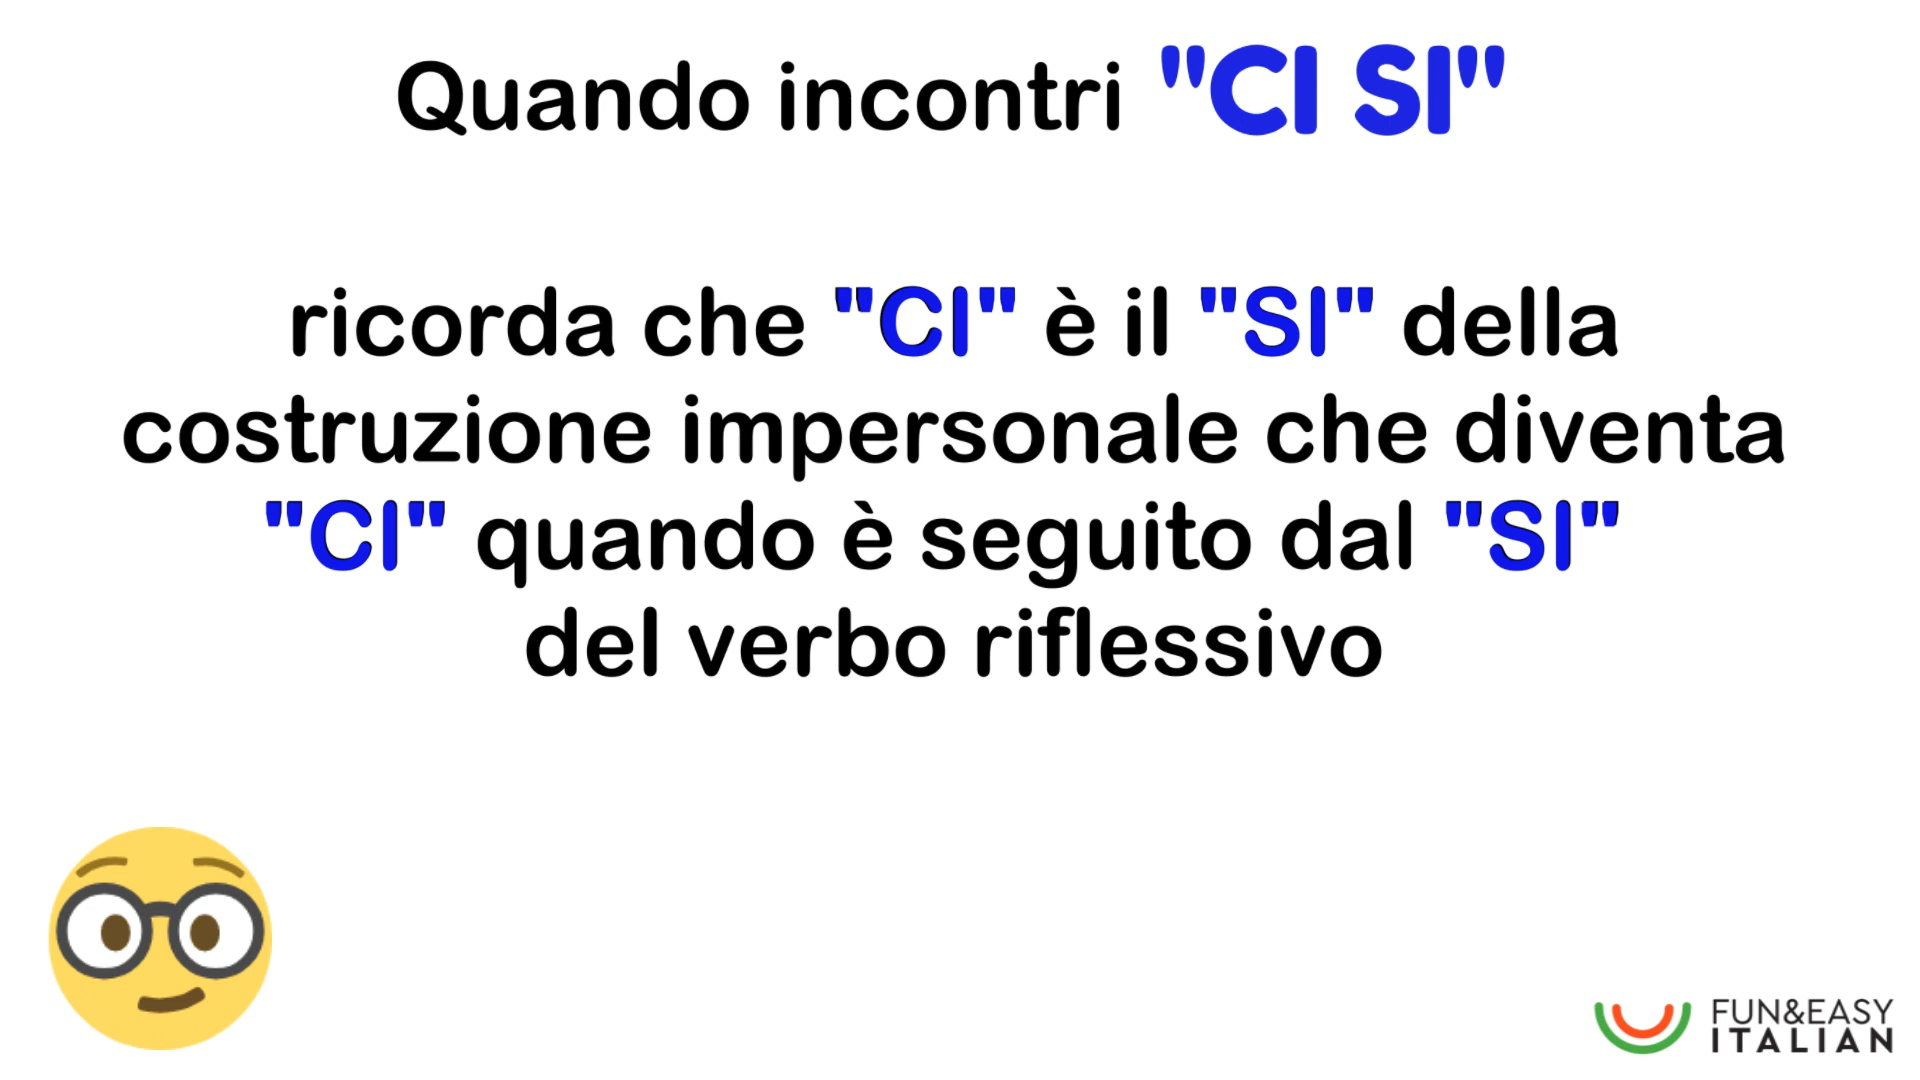 Quando incontri "CI SI"
ricorda che "CI" è il "SI" della
costruzione impersonale che diventa
"CI" quando è seguito dal "SI"
del verbo riflessivo
FUN&EASY
ITALIAN